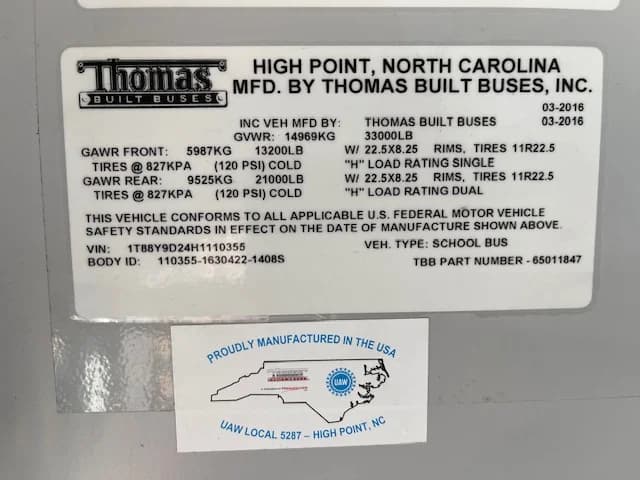 Thomas
BUILT BUSES
HIGH POINT, NORTH CAROLINA
MFD. BY THOMAS BUILT BUSES, INC.
03-2016
INC VEH MFD BY: THOMAS BUILT BUSES 03-2016
GVWR: 14969KG 33000LB
GAWR FRONT: 5987KG 13200LB W/ 22.5X8.25 RIMS, TIRES 11R22.5
TIRES @ 827KPA (120 PSI) COLD "H" LOAD RATING SINGLE
GAWR REAR: 9525KG 21000LB W/ 22.5X8.25 RIMS, TIRES 11R22.5
TIRES @ 827KPA (120 PSI) COLD "H" LOAD RATING DUAL
THIS VEHICLE CONFORMS TO ALL APPLICABLE U.S. FEDERAL MOTOR VEHICLE
SAFETY STANDARDS IN EFFECT ON THE DATE OF MANUFACTURE SHOWN ABOVE.
VIN: 1T88Y9D24H1110355 VEH. TYPE: SCHOOL BUS
BODY ID: 110355-1630422-1408S TBB PART NUMBER - 65011847
PROUDLY MANUFACTURED IN THE USA
UAW
UAW LOCAL 5287 – HIGH POINT, NC